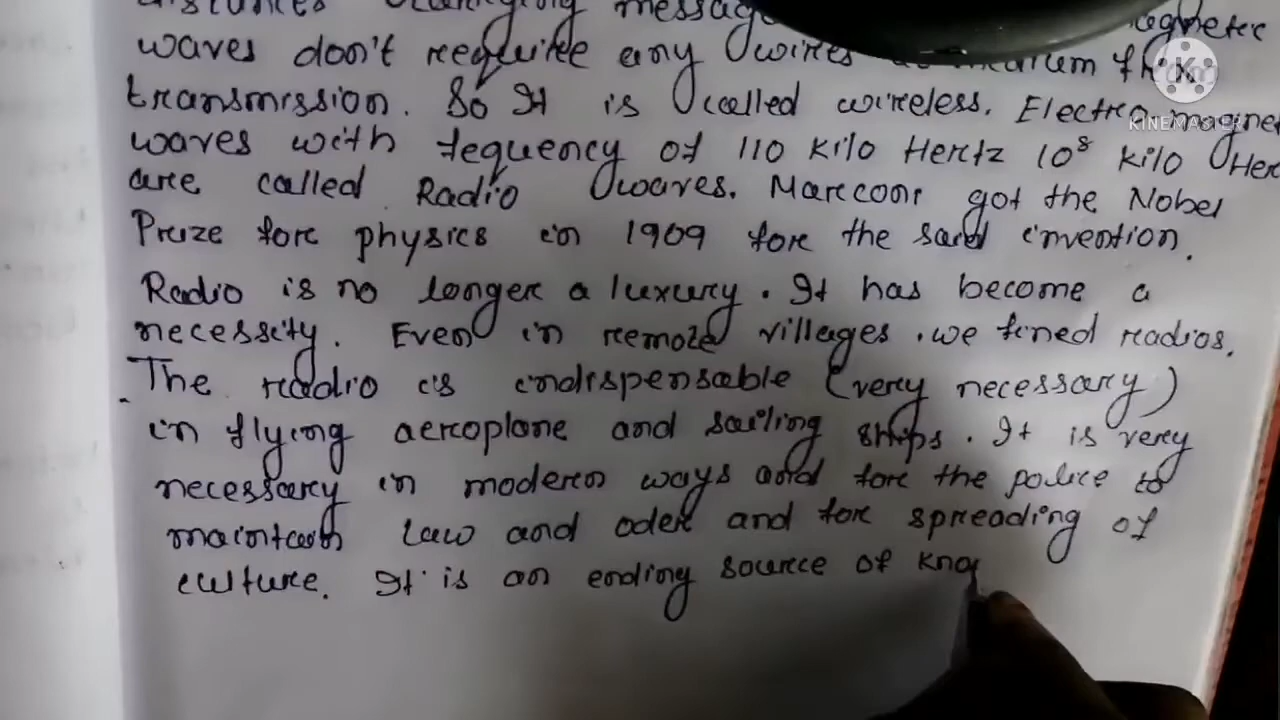 distances carrying messag
waves don't require any wires as medium for
transmission. So It is called wireless. Electro magnet
waves with fequency of 110 Kilo Hertz 10⁸ Kilo Her
are called Radio waves. Marconi got the Nobel
Prize for physics in 1909 for the said invention.
Radio is no longer a luxury. It has become a
necessity. Even in remote villages. we fined radios.
The radio is indispensable (very necessary)
in flying aeroplane and sailing ships. It is very
necessary in modern ways and for the police to
maintain law and oder and for spreading of
culture. It is an ending source of kno
KINEMASTER